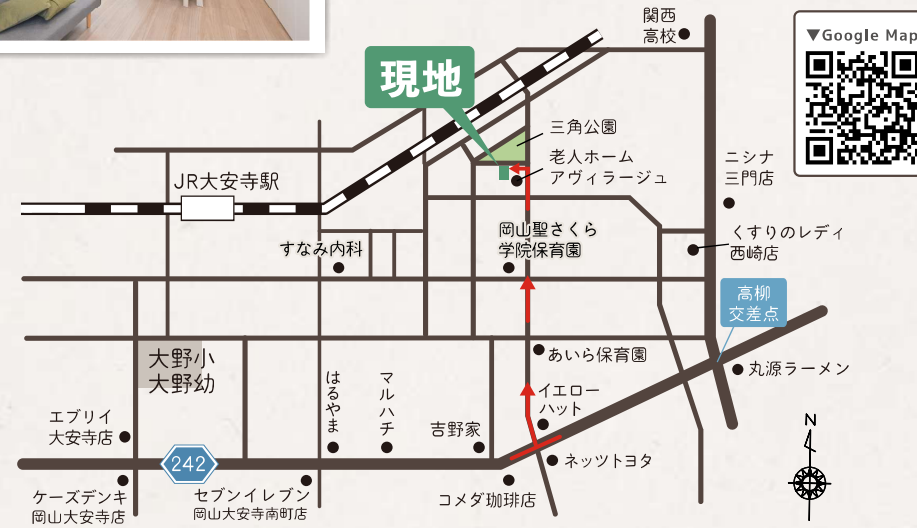 関西
高校
▼Google Map
現地
三角公園
老人ホーム
アヴィラージュ
ニシナ
三門店
JR大安寺駅
すなみ内科
岡山聖さくら
学院保育園
くすりのレディ
西崎店
高柳
交差点
大野小
大野幼
はるやま
マルハチ
あいら保育園
イエロー
ハット
丸源ラーメン
エブリイ
大安寺店
吉野家
N
242
ネッツトヨタ
ケーズデンキ
岡山大安寺店
セブンイレブン
岡山大安寺南町店
コメダ珈琲店